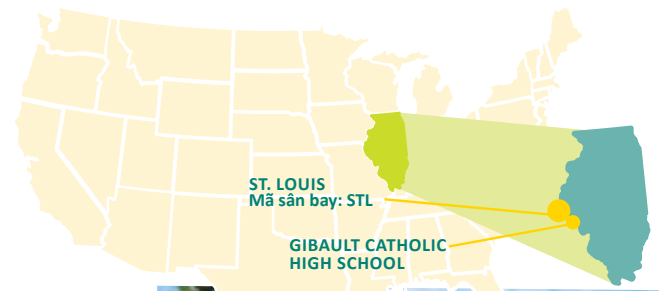 ST. LOUIS
Mã sân bay: STL
GIBAULT CATHOLIC
HIGH SCHOOL